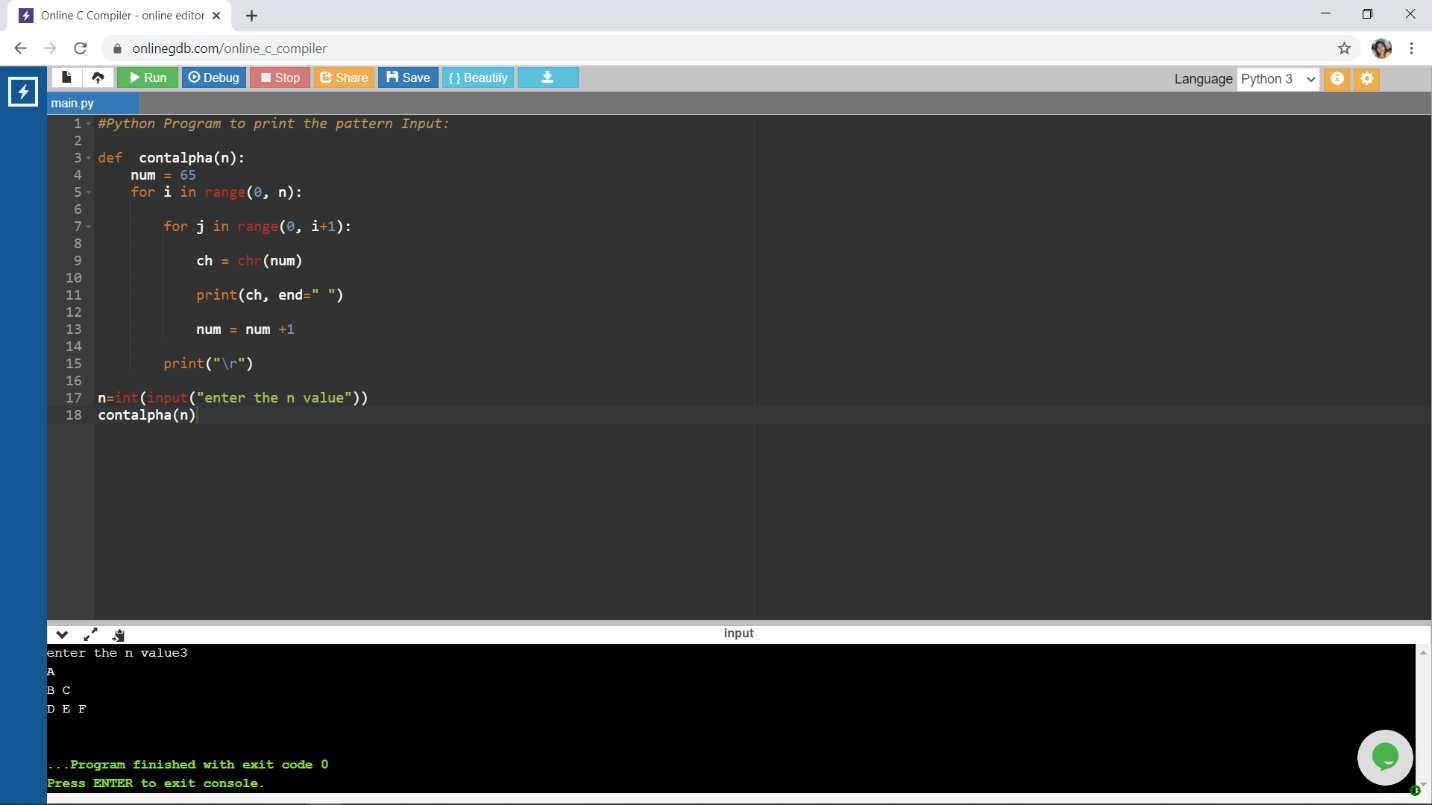 Online C Compiler - online editor
onlinegdb.com/online_c_compiler
Run Debug Stop Share Save { } Beautify Language Python 3
main.py
1 #Python Program to print the pattern Input:
2
3 def  contalpha(n):
4     num = 65
5     for i in range(0, n):
6
7         for j in range(0, i+1):
8
9             ch = chr(num)
10
11             print(ch, end=" ")
12
13             num = num +1
14
15         print("\r")
16
17 n=int(input("enter the n value"))
18 contalpha(n)
input
enter the n value3
A
B C
D E F
...Program finished with exit code 0
Press ENTER to exit console.